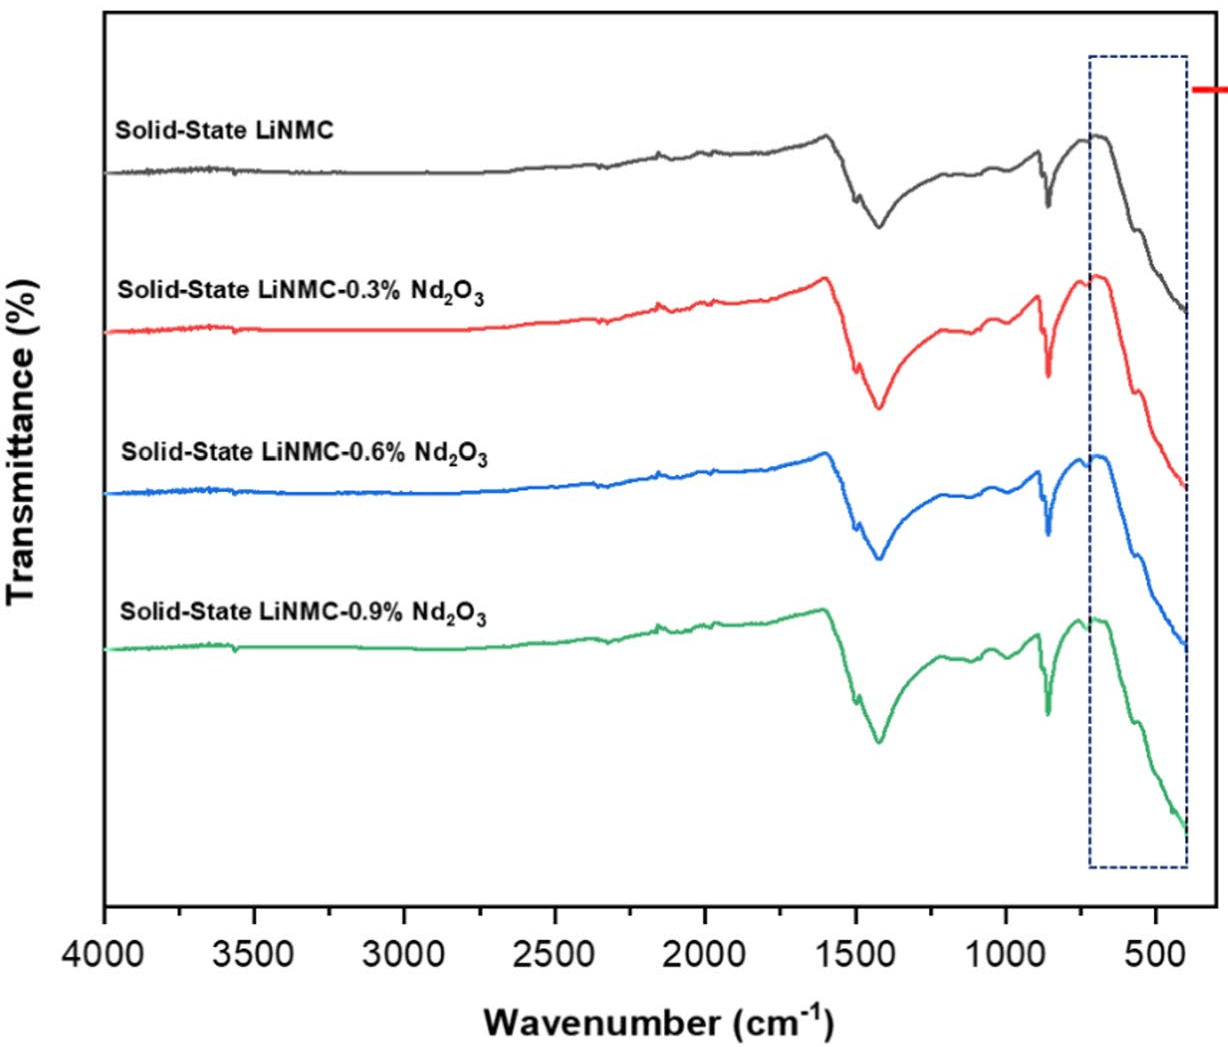 Solid-State LiNMC
Solid-State LiNMC-0.3% Nd₂O₃
Solid-State LiNMC-0.6% Nd₂O₃
Solid-State LiNMC-0.9% Nd₂O₃
Transmittance (%)
4000 3500 3000 2500 2000 1500 1000 500
Wavenumber (cm⁻¹)